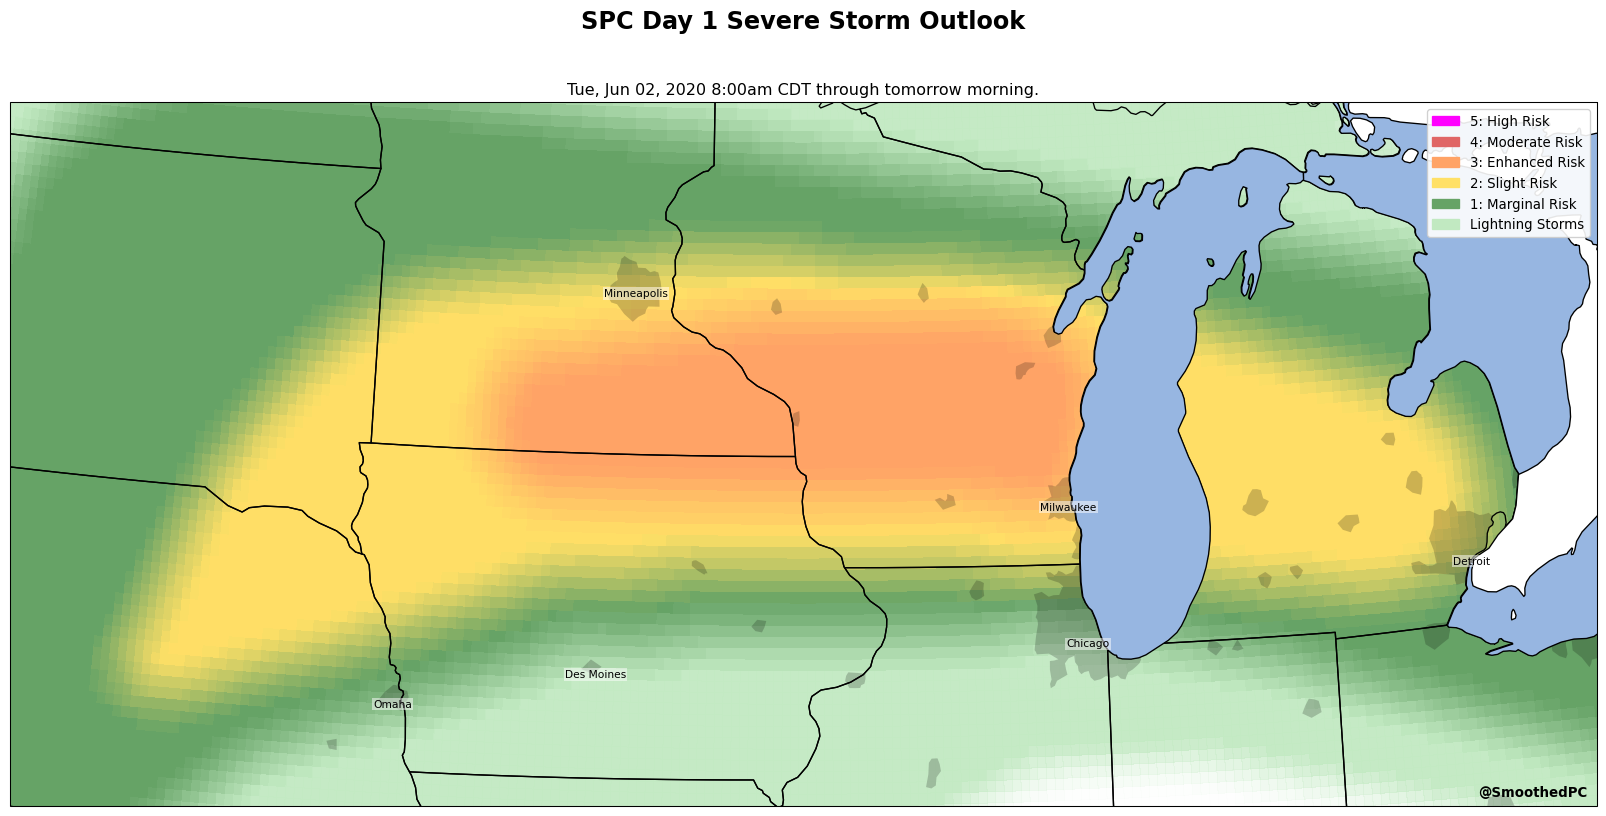 SPC Day 1 Severe Storm Outlook
Tue, Jun 02, 2020 8:00am CDT through tomorrow morning.
5: High Risk
4: Moderate Risk
3: Enhanced Risk
2: Slight Risk
1: Marginal Risk
Lightning Storms
Minneapolis
Milwaukee
Detroit
Chicago
Des Moines
Omaha
@SmoothedPC